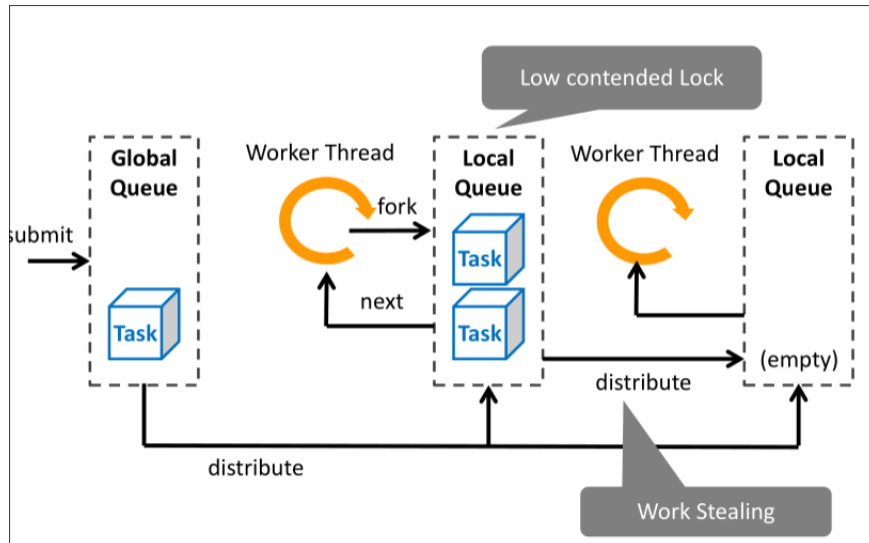 Low contended Lock
Global
Queue
Worker Thread
Local
Queue
Worker Thread
Local
Queue
submit
fork
Task
Task
next
Task
(empty)
distribute
distribute
Work Stealing